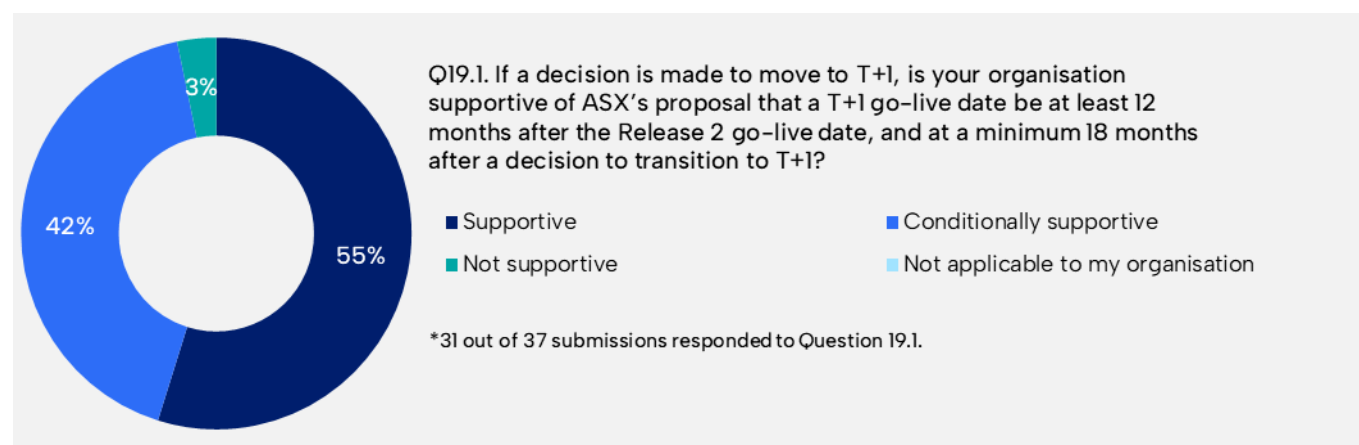 3%
42%
55%
Q19.1. If a decision is made to move to T+1, is your organisation
supportive of ASX's proposal that a T+1 go-live date be at least 12
months after the Release 2 go-live date, and at a minimum 18 months
after a decision to transition to T+1?
Supportive
Conditionally supportive
Not supportive
Not applicable to my organisation
*31 out of 37 submissions responded to Question 19.1.